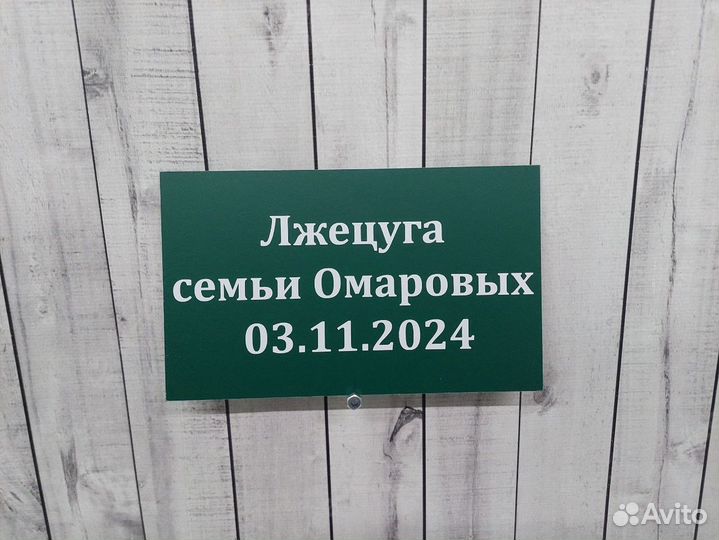 Лжецуга
семьи Омаровых
03.11.2024
Avito